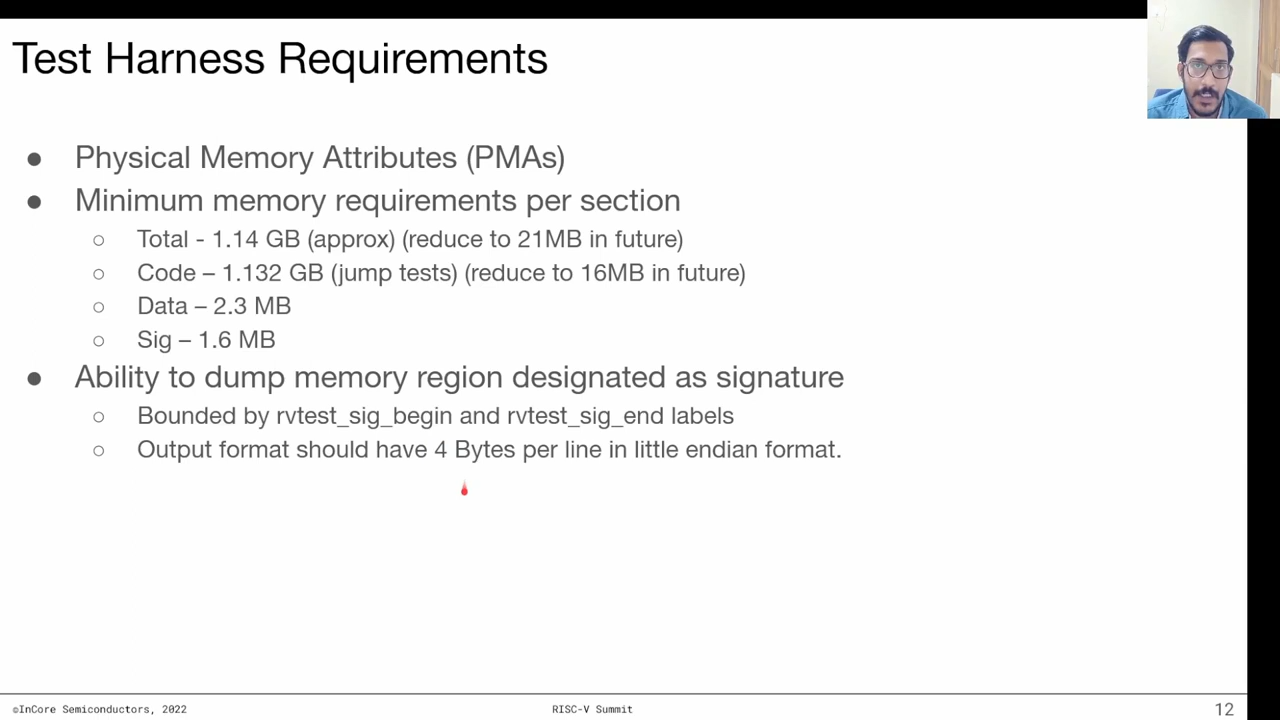 Test Harness Requirements
● Physical Memory Attributes (PMAs)
● Minimum memory requirements per section
○ Total - 1.14 GB (approx) (reduce to 21MB in future)
○ Code – 1.132 GB (jump tests) (reduce to 16MB in future)
○ Data – 2.3 MB
○ Sig – 1.6 MB
● Ability to dump memory region designated as signature
○ Bounded by rvtest_sig_begin and rvtest_sig_end labels
○ Output format should have 4 Bytes per line in little endian format.
©InCore Semiconductors, 2022
RISC-V Summit
12